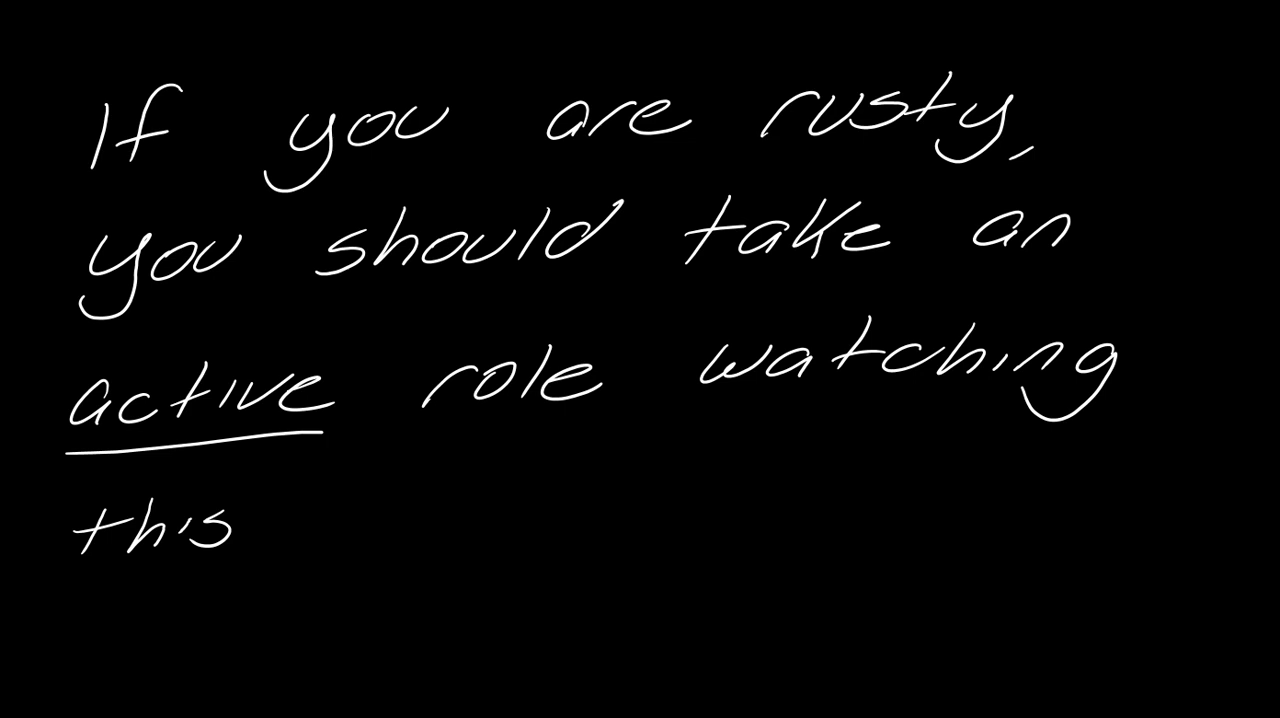 If you are rusty,
you should take an
active role watching
this